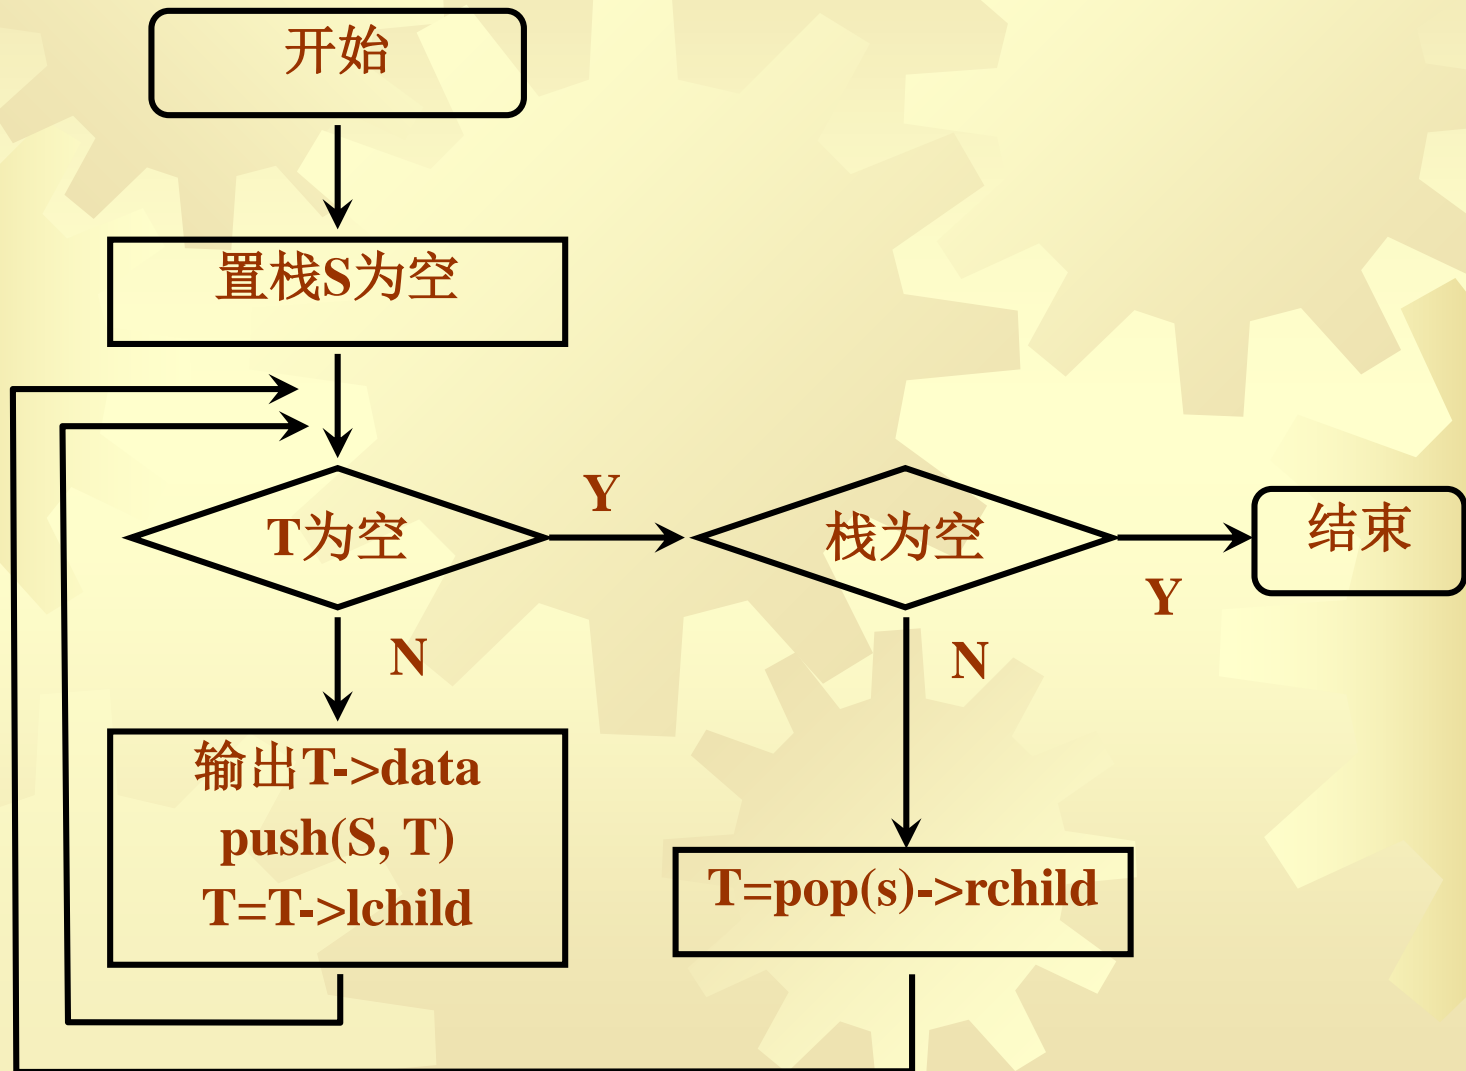 开始
置栈S为空
T为空
Y
栈为空
Y
结束
N
输出T->data
push(S, T)
T=T->lchild
N
T=pop(s)->rchild